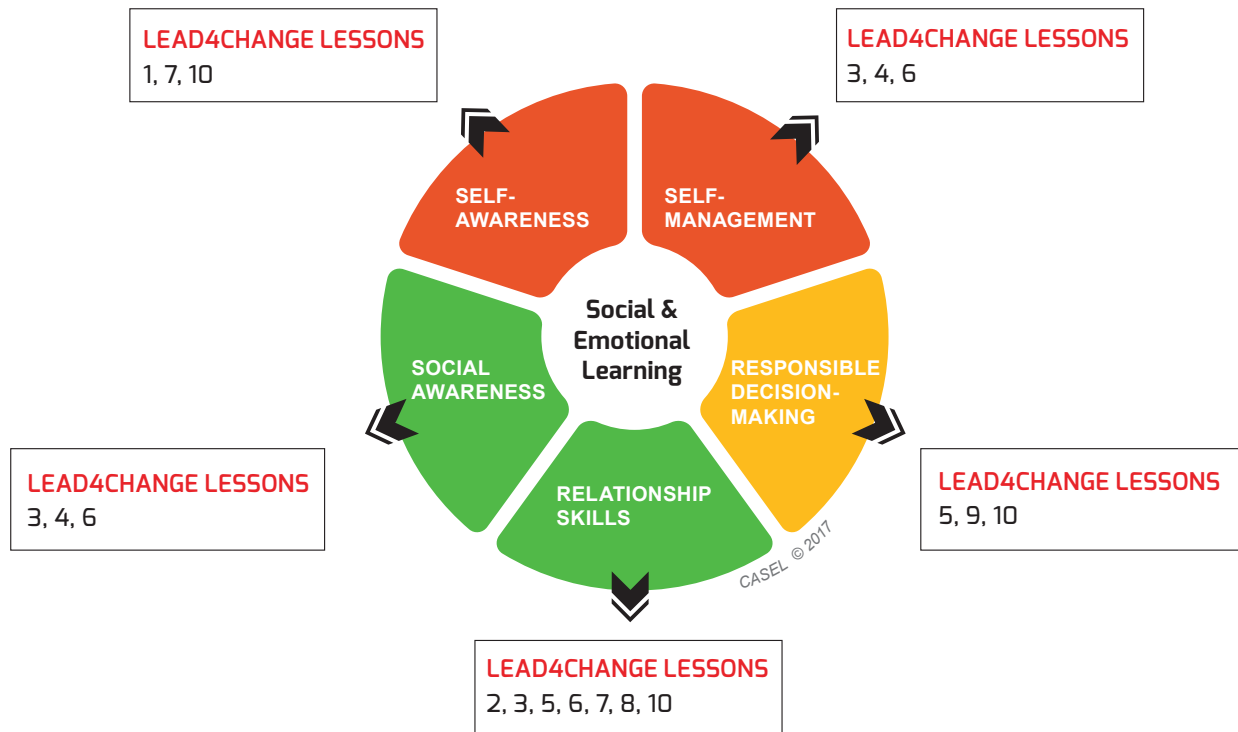 LEAD4CHANGE LESSONS
1, 7, 10
LEAD4CHANGE LESSONS
3, 4, 6
SELF-
AWARENESS
SELF-
MANAGEMENT
Social &
Emotional
Learning
SOCIAL
AWARENESS
RESPONSIBLE
DECISION-
MAKING
LEAD4CHANGE LESSONS
3, 4, 6
LEAD4CHANGE LESSONS
5, 9, 10
RELATIONSHIP
SKILLS
CASEL © 2017
LEAD4CHANGE LESSONS
2, 3, 5, 6, 7, 8, 10